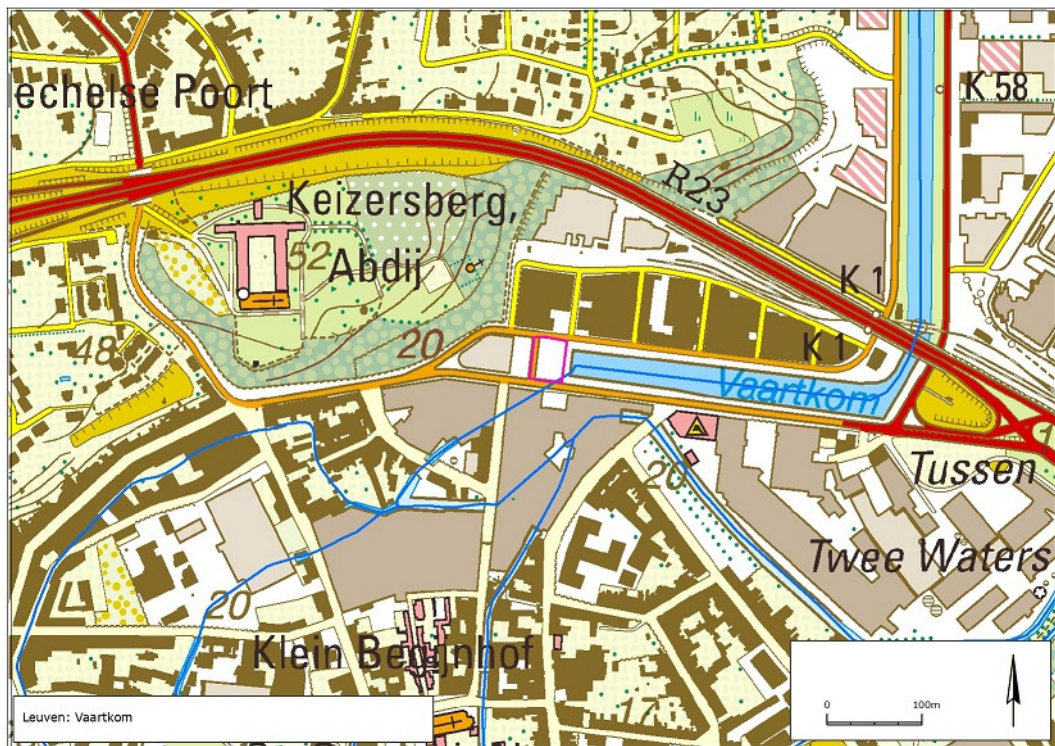 echelse Poort
K 58
R23
Keizersberg,
52
Abdij
K 1
20
K 1
48
Vaartkom
20
Tussen
Twee Waters
20
Klein Begijnhof
17
Leuven: Vaartkom
0 100m